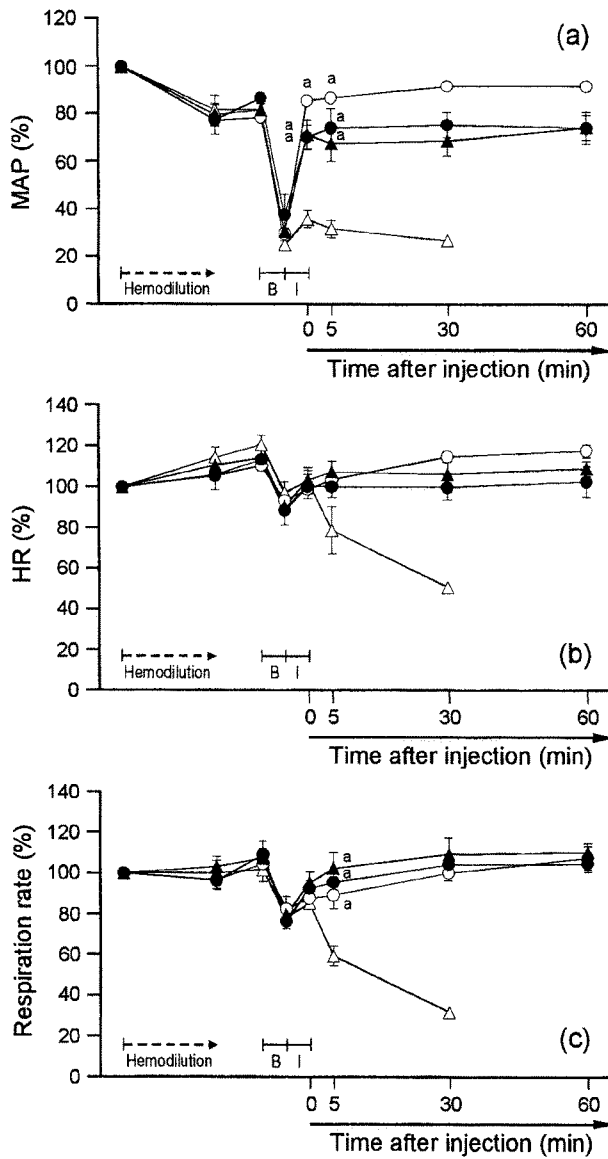 (a)
120
100
80
60
40
20
0
MAP (%)
a a
a
a
a
a
Hemodilution
B I
0 5 30 60
Time after injection (min)
140
120
100
80
60
40
20
0
HR (%)
Hemodilution
B I
(b)
0 5 30 60
Time after injection (min)
140
120
100
80
60
40
20
0
Respiration rate (%)
a
a
a
Hemodilution
B I
(c)
0 5 30 60
Time after injection (min)